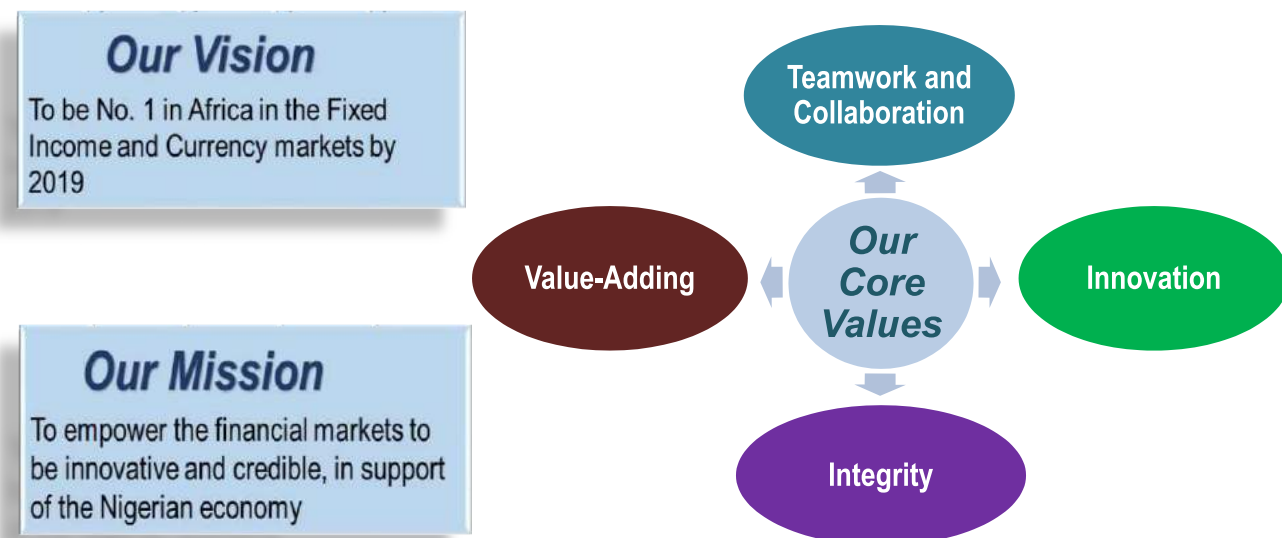 Our Vision
To be No. 1 in Africa in the Fixed
Income and Currency markets by
2019
Our Mission
To empower the financial markets to
be innovative and credible, in support
of the Nigerian economy
Teamwork and
Collaboration
Value-Adding
Our
Core
Values
Innovation
Integrity